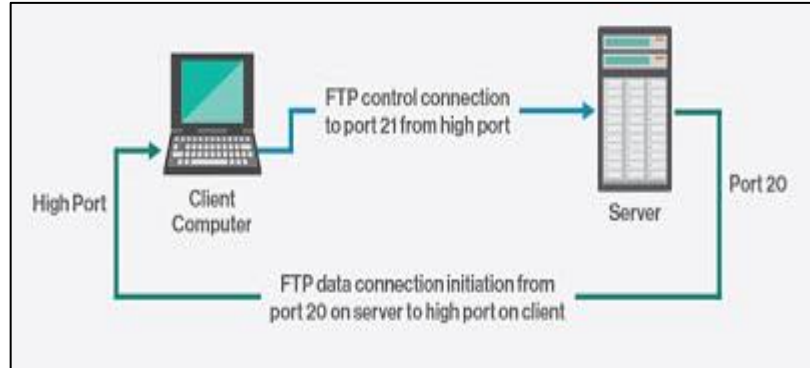 FTP control connection
to port 21 from high port
High Port
Client
Computer
Server
Port 20
FTP data connection initiation from
port 20 on server to high port on client